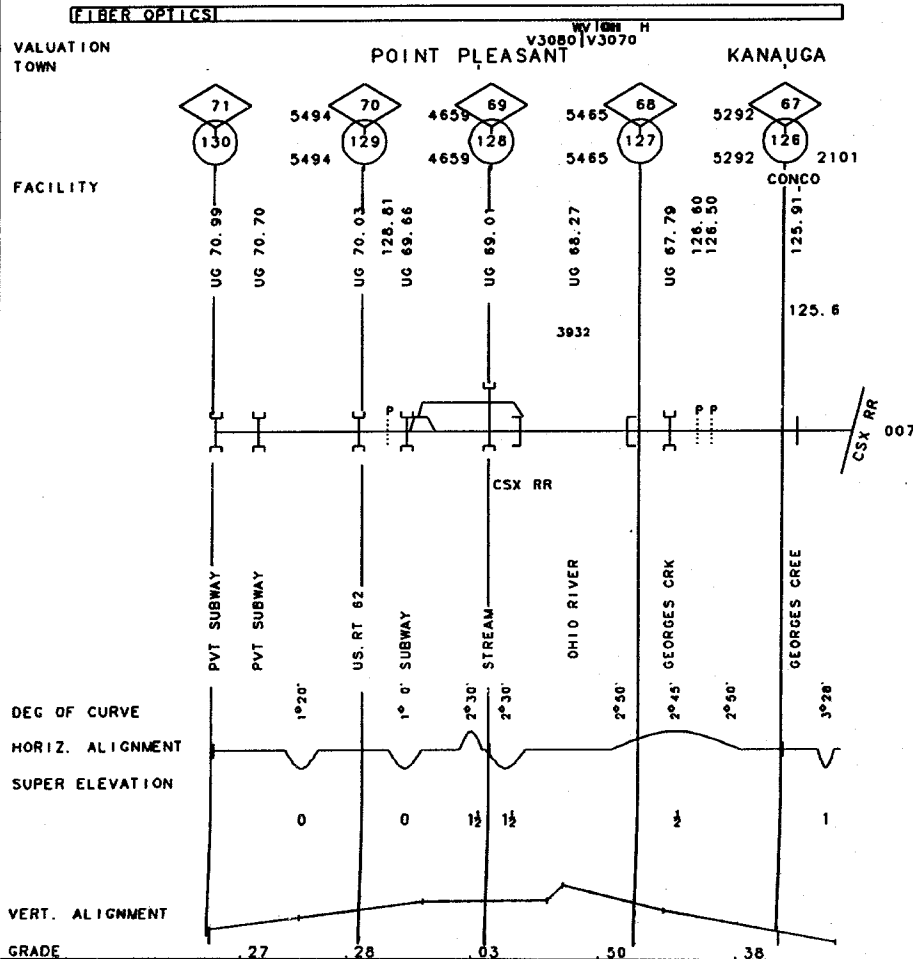 FIBER OPTICS
V3080 V3070
VALUATION
TOWN
POINT PLEASANT KANAUGA
71 70 69 68 67
5494 4659 5465 5292
130 129 128 127 126
5494 4659 5465 5292 2101
FACILITY
CONCO
UG 70.99
UG 70.70
UG 70.03
128.81
UG 69.66
UG 69.01
UG 68.27
UG 67.79
126.60
126.50
125.91
125.6
3932
P P P
CSX RR 007
CSX RR
PVT SUBWAY
PVT SUBWAY
US. RT 62
SUBWAY
STREAM
OHIO RIVER
GEORGES CRK
GEORGES CREE
DEG OF CURVE
1°20' 1° 0' 2°30' 2°30' 2°50' 2°45' 2°50' 3°28'
HORIZ. ALIGNMENT
SUPER ELEVATION
0 0 1½ 1½ ½ 1
VERT. ALIGNMENT
GRADE .27 .28 .03 .50 .38